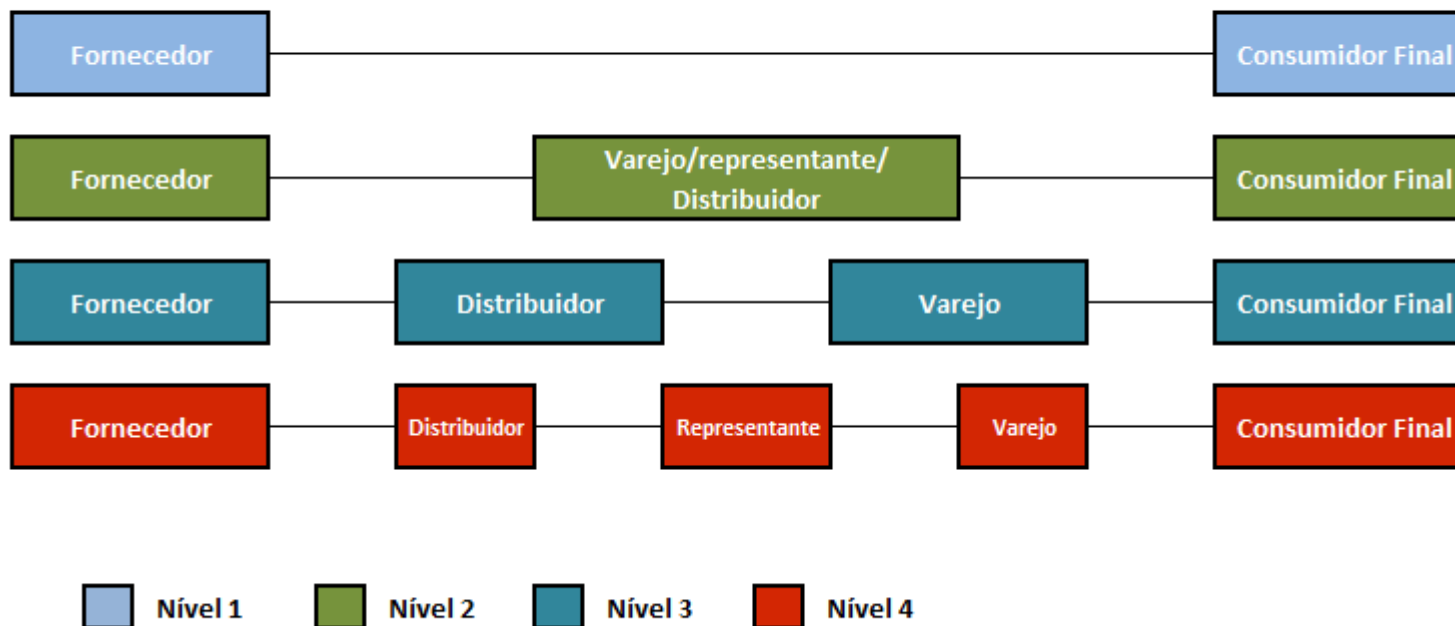 Fornecedor
Consumidor Final
Fornecedor
Varejo/representante/
Distribuidor
Consumidor Final
Fornecedor
Distribuidor
Varejo
Consumidor Final
Fornecedor
Distribuidor
Representante
Varejo
Consumidor Final
Nível 1
Nível 2
Nível 3
Nível 4